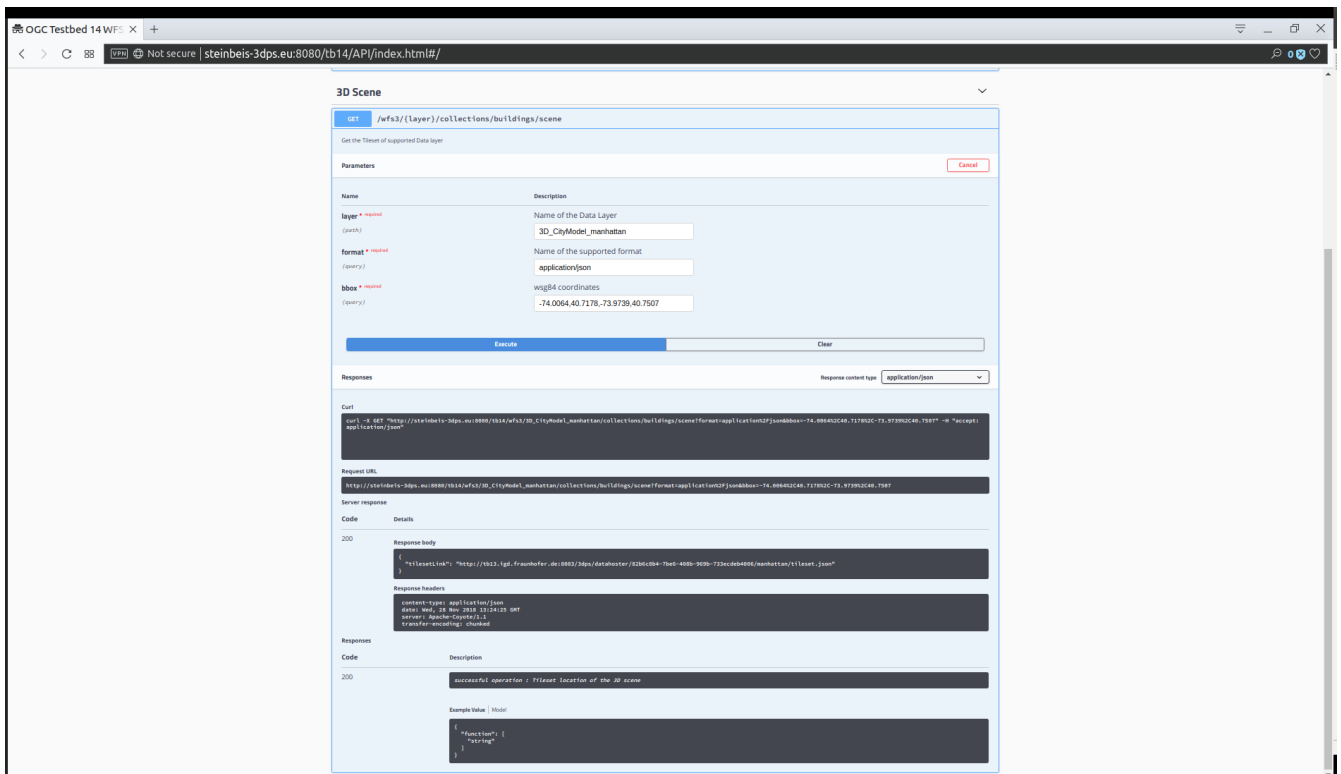 OGC Testbed 14 WFS
VPN Not secure | steinbeis-3dps.eu:8080/tb14/API/index.html#/
0
3D Scene
GET /wfs3/{layer}/collections/buildings/scene
Get the Tileset of supported Data layer
Parameters
Cancel
Name Description
layer * required Name of the Data Layer
(path) 3D_CityModel_manhattan
format * required Name of the supported format
(query) application/json
bbox * required wsg84 coordinates
(query) -74.0064,40.7178,-73.9739,40.7507
Execute Clear
Responses Response content type application/json
Curl
curl -X GET "http://steinbeis-3dps.eu:8080/tb14/wfs3/3D_CityModel_manhattan/collections/buildings/scene?format=application%2Fjson&bbox=-74.0064%2C40.7178%2C-73.9739%2C40.7507" -H "accept:
application/json"
Request URL
http://steinbeis-3dps.eu:8080/tb14/wfs3/3D_CityModel_manhattan/collections/buildings/scene?format=application%2Fjson&bbox=-74.0064%2C40.7178%2C-73.9739%2C40.7507
Server response
Code Details
200
Response body
{
"tilesetLink": "http://tb13.igd.fraunhofer.de:8083/3dps/datahoster/82b6c8b4-7be6-408b-969b-733ecdeb4006/manhattan/tileset.json"
}
Response headers
content-type: application/json
date: Wed, 28 Nov 2018 13:24:25 GMT
server: Apache-Coyote/1.1
transfer-encoding: chunked
Responses
Code Description
200
successful operation : Tileset location of the 3D scene
Example Value | Model
{
"function": [
"string"
]
}